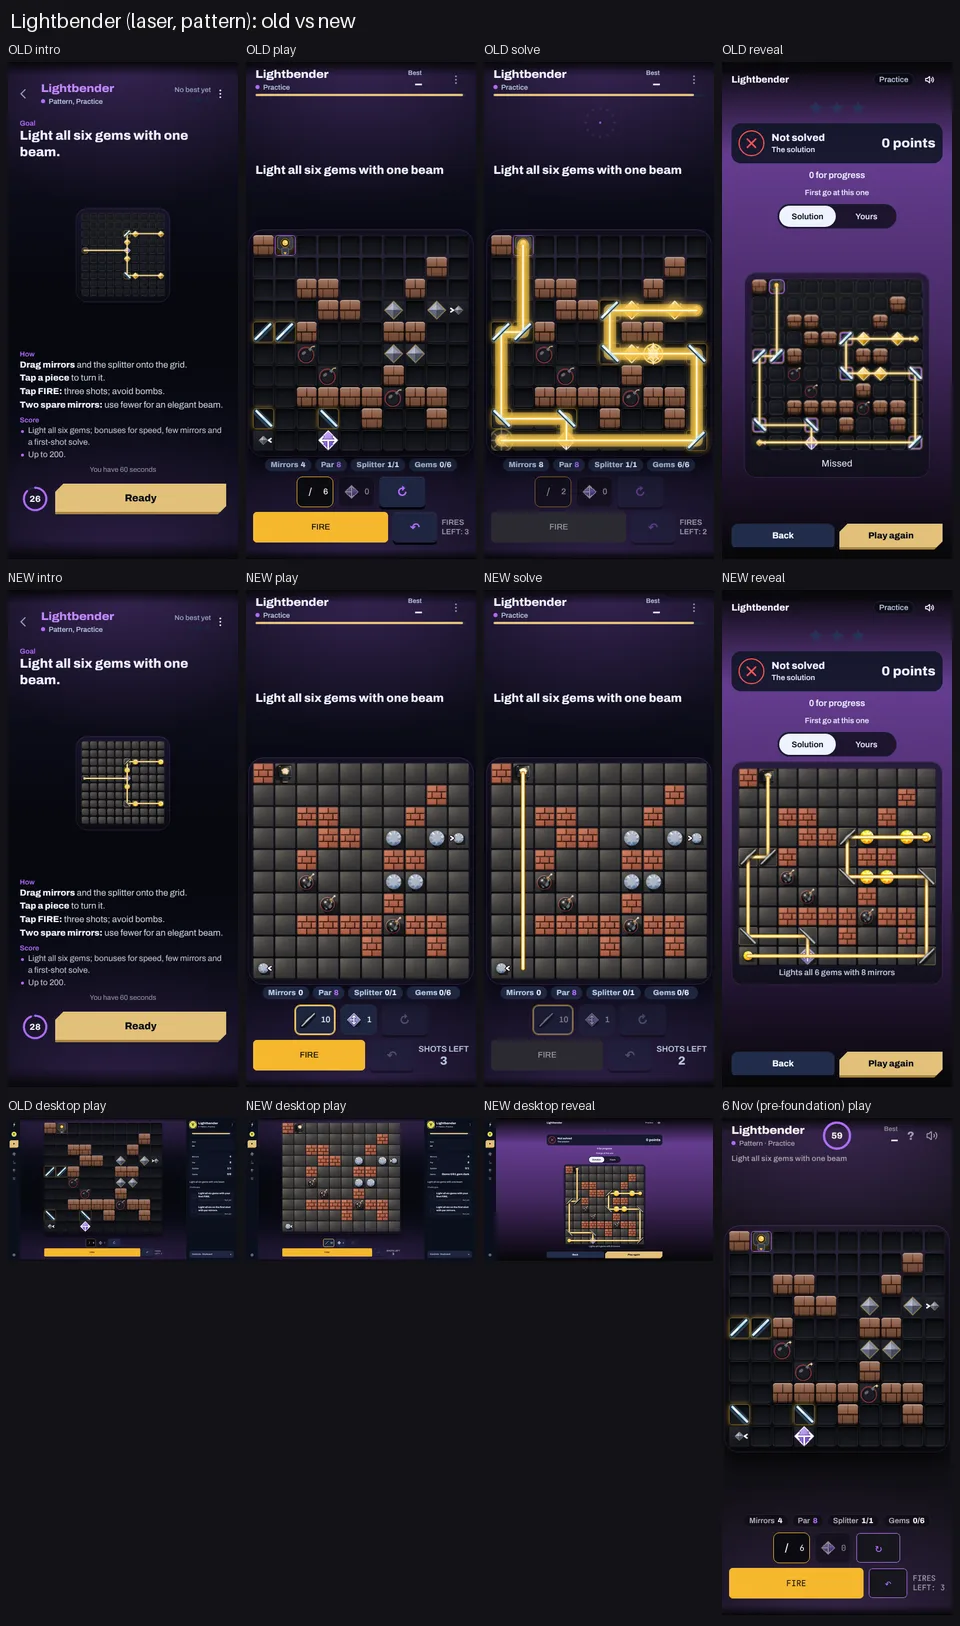 Lightbender (laser, pattern): old vs new
OLD intro
OLD play
OLD solve
OLD reveal
Lightbender
Pattern, Practice
No best yet
Goal
Light all six gems with one
beam.
How
Drag mirrors and the splitter onto the grid.
Tap a piece to turn it.
Tap FIRE: three shots; avoid bombs.
Two spare mirrors: use fewer for an elegant beam.
Score
Light all six gems; bonuses for speed, few mirrors and
a first-shot solve.
Up to 200.
You have 60 seconds
26
Ready
Lightbender
Practice
Best
Light all six gems with one beam
Mirrors 4
Par 8
Splitter 1/1
Gems 0/6
6
0
FIRE
FIRES
LEFT: 3
Lightbender
Practice
Best
Light all six gems with one beam
Mirrors 8
Par 8
Splitter 1/1
Gems 6/6
2
0
FIRE
FIRES
LEFT: 2
Lightbender
Practice
Not solved
The solution
0 points
0 for progress
First go at this one
Solution
Yours
Missed
Back
Play again
NEW intro
NEW play
NEW solve
NEW reveal
Lightbender
Pattern, Practice
No best yet
Goal
Light all six gems with one
beam.
How
Drag mirrors and the splitter onto the grid.
Tap a piece to turn it.
Tap FIRE: three shots; avoid bombs.
Two spare mirrors: use fewer for an elegant beam.
Score
Light all six gems; bonuses for speed, few mirrors and
a first-shot solve.
Up to 200.
You have 60 seconds
28
Ready
Lightbender
Practice
Best
Light all six gems with one beam
Mirrors 0
Par 8
Splitter 0/1
Gems 0/6
10
1
FIRE
SHOTS LEFT
3
Lightbender
Practice
Best
Light all six gems with one beam
Mirrors 0
Par 8
Splitter 0/1
Gems 0/6
10
1
FIRE
SHOTS LEFT
2
Lightbender
Practice
Not solved
The solution
0 points
0 for progress
First go at this one
Solution
Yours
Lights all 6 gems with 8 mirrors
Back
Play again
OLD desktop play
NEW desktop play
NEW desktop reveal
6 Nov (pre-foundation) play
Lightbender
Pattern · Practice
59
Best
?
Light all six gems with one beam
Mirrors 4
Par 8
Splitter 1/1
Gems 0/6
6
0
FIRE
FIRES
LEFT: 3